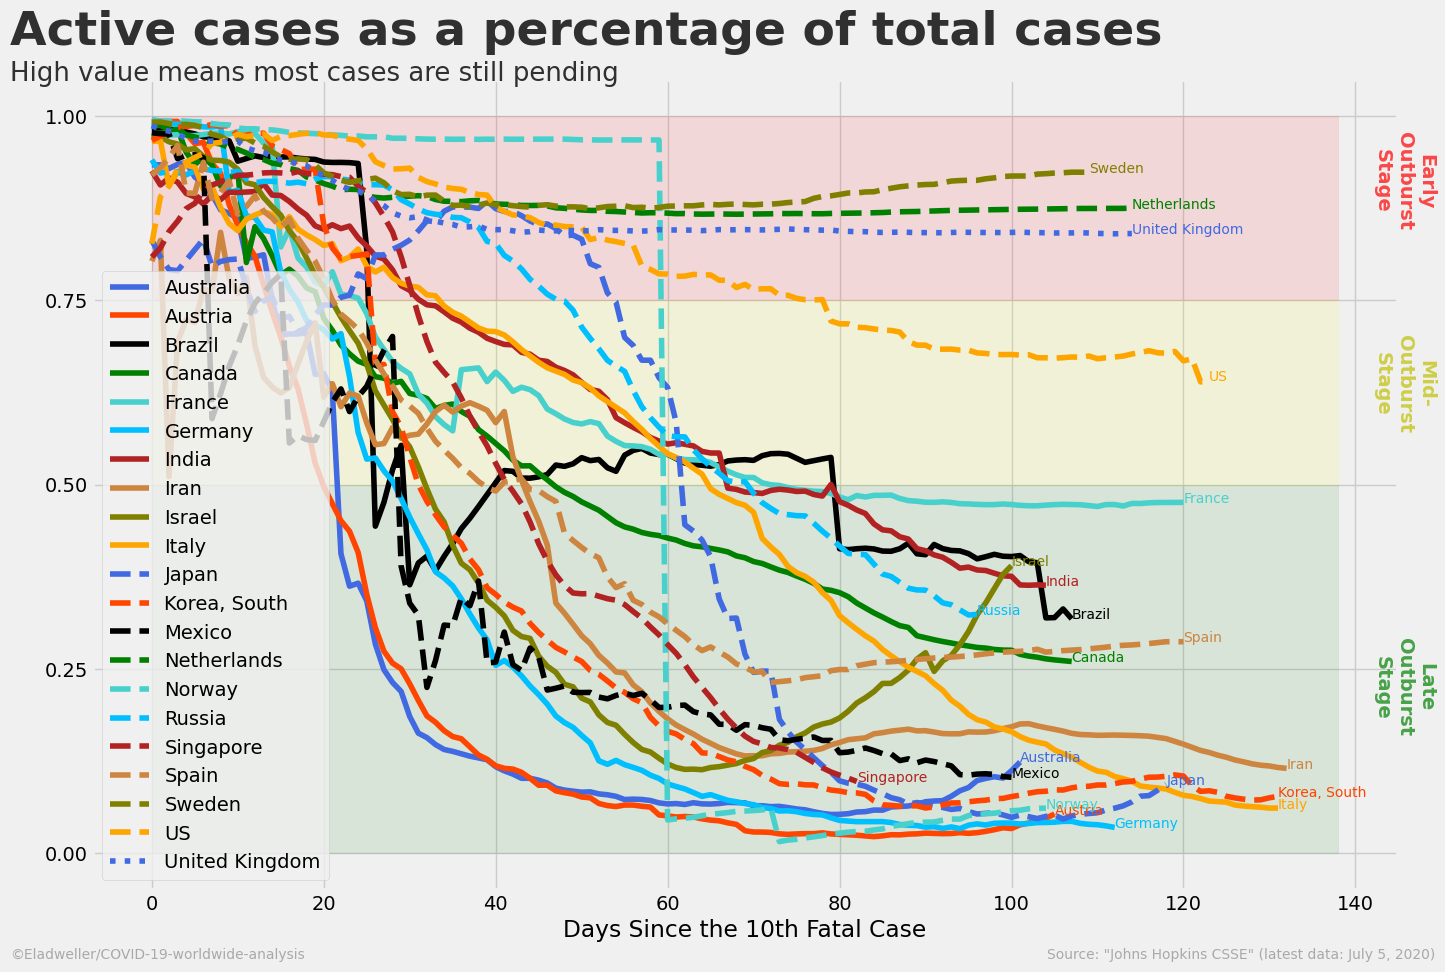 Active cases as a percentage of total cases
High value means most cases are still pending
1.00
0.75
0.50
0.25
0.00
Australia
Austria
Brazil
Canada
France
Germany
India
Iran
Israel
Italy
Japan
Korea, South
Mexico
Netherlands
Norway
Russia
Singapore
Spain
Sweden
US
United Kingdom
Sweden
Netherlands
United Kingdom
US
France
Israel
India
Russia
Brazil
Spain
Canada
Australia
Iran
Mexico
Singapore
Japan
Korea, South
Norway
Italy
Austria
Germany
Early
Outburst
Stage
Mid-
Outburst
Stage
Late
Outburst
Stage
0
20
40
60
80
100
120
140
Days Since the 10th Fatal Case
©Eladweller/COVID-19-worldwide-analysis
Source: "Johns Hopkins CSSE" (latest data: July 5, 2020)